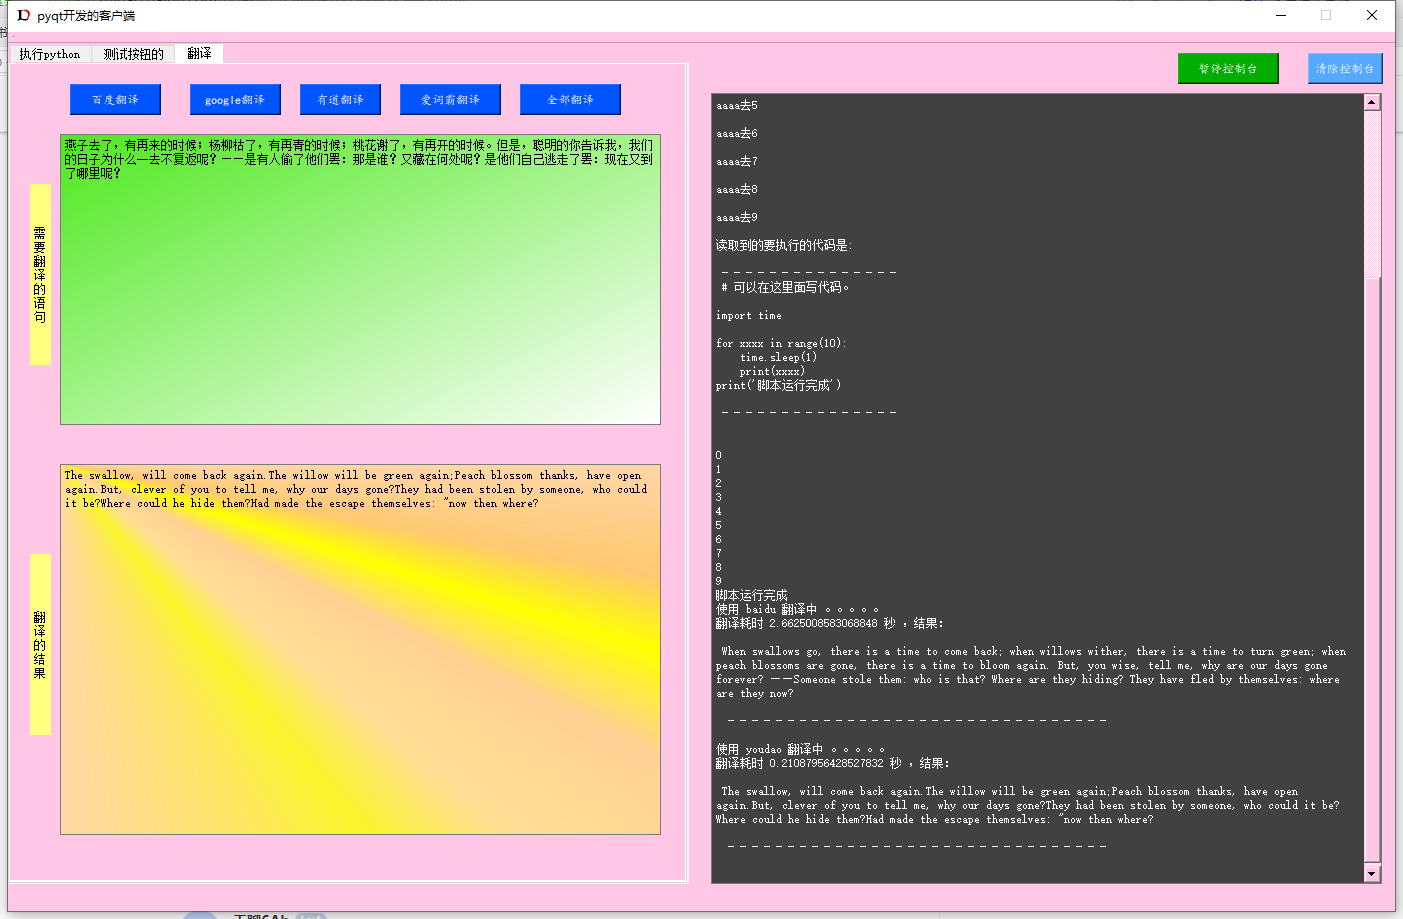 pyqt开发的客户端
执行python 测试按钮的 翻译
百度翻译 google翻译 有道翻译 爱词霸翻译 全部翻译
暂停控制台 清除控制台
需要翻译的语句
燕子去了，有再来的时候；杨柳枯了，有再青的时候；桃花谢了，有再开的时候。但是，聪明的你告诉我，我们
的日子为什么一去不复返呢？——是有人偷了他们罢：那是谁？又藏在何处呢？是他们自己逃走了罢：现在又到
了哪里呢？
翻译的结果
The swallow, will come back again.The willow will be green again;Peach blossom thanks, have open
again.But, clever of you to tell me, why our days gone?They had been stolen by someone, who could
it be?Where could he hide them?Had made the escape themselves: "now then where?
aaaa去5
aaaa去6
aaaa去7
aaaa去8
aaaa去9
读取到的要执行的代码是:
- - - - - - - - - - - - - - -
# 可以在这里面写代码。
import time
for xxxx in range(10):
    time.sleep(1)
    print(xxxx)
print('脚本运行完成')
- - - - - - - - - - - - - - -
0
1
2
3
4
5
6
7
8
9
脚本运行完成
使用 baidu 翻译中 。。。。。
翻译耗时 2.6625008583068848 秒 ，结果：
When swallows go, there is a time to come back; when willows wither, there is a time to turn green; when
peach blossoms are gone, there is a time to bloom again. But, you wise, tell me, why are our days gone
forever? ——Someone stole them: who is that? Where are they hiding? They have fled by themselves: where
are they now?
- - - - - - - - - - - - - - - - - - - - - - - - - - - - - - - -
使用 youdao 翻译中 。。。。。
翻译耗时 0.21087956428527832 秒 ，结果：
The swallow, will come back again.The willow will be green again;Peach blossom thanks, have open
again.But, clever of you to tell me, why our days gone?They had been stolen by someone, who could it be?
Where could he hide them?Had made the escape themselves: "now then where?
- - - - - - - - - - - - - - - - - - - - - - - - - - - - - - - -